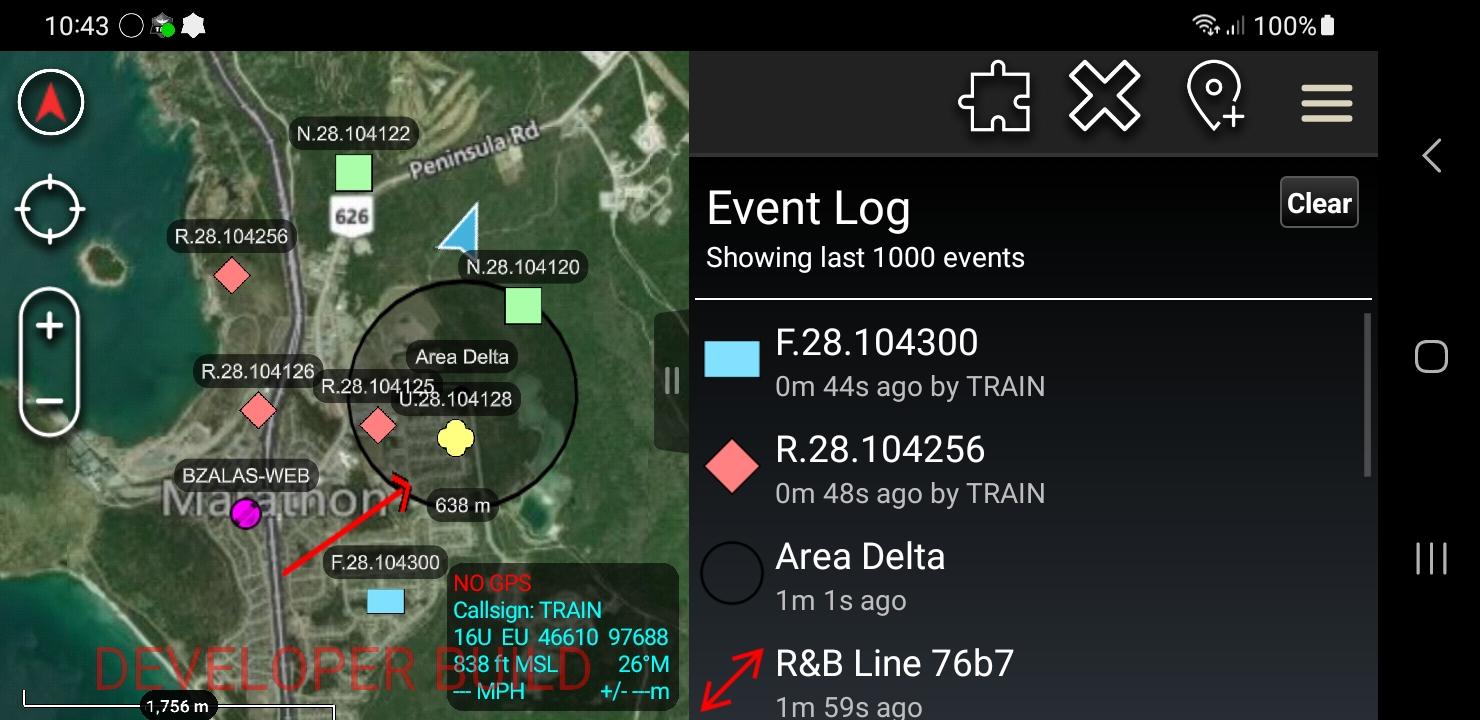 10:43
100%
N.28.104122
Peninsula Rd
626
R.28.104256
N.28.104120
Area Delta
R.28.104126
R.28.104125
U.28.104128
BZALAS-WEB
Marathon
638 m
F.28.104300
NO GPS
Callsign: TRAIN
16U EU 46610 97688
838 ft MSL 26°M
--- MPH +/- ---m
DEVELOPER BUILD
1,756 m
Event Log
Clear
Showing last 1000 events
F.28.104300
0m 44s ago by TRAIN
R.28.104256
0m 48s ago by TRAIN
Area Delta
1m 1s ago
R&B Line 76b7
1m 59s ago